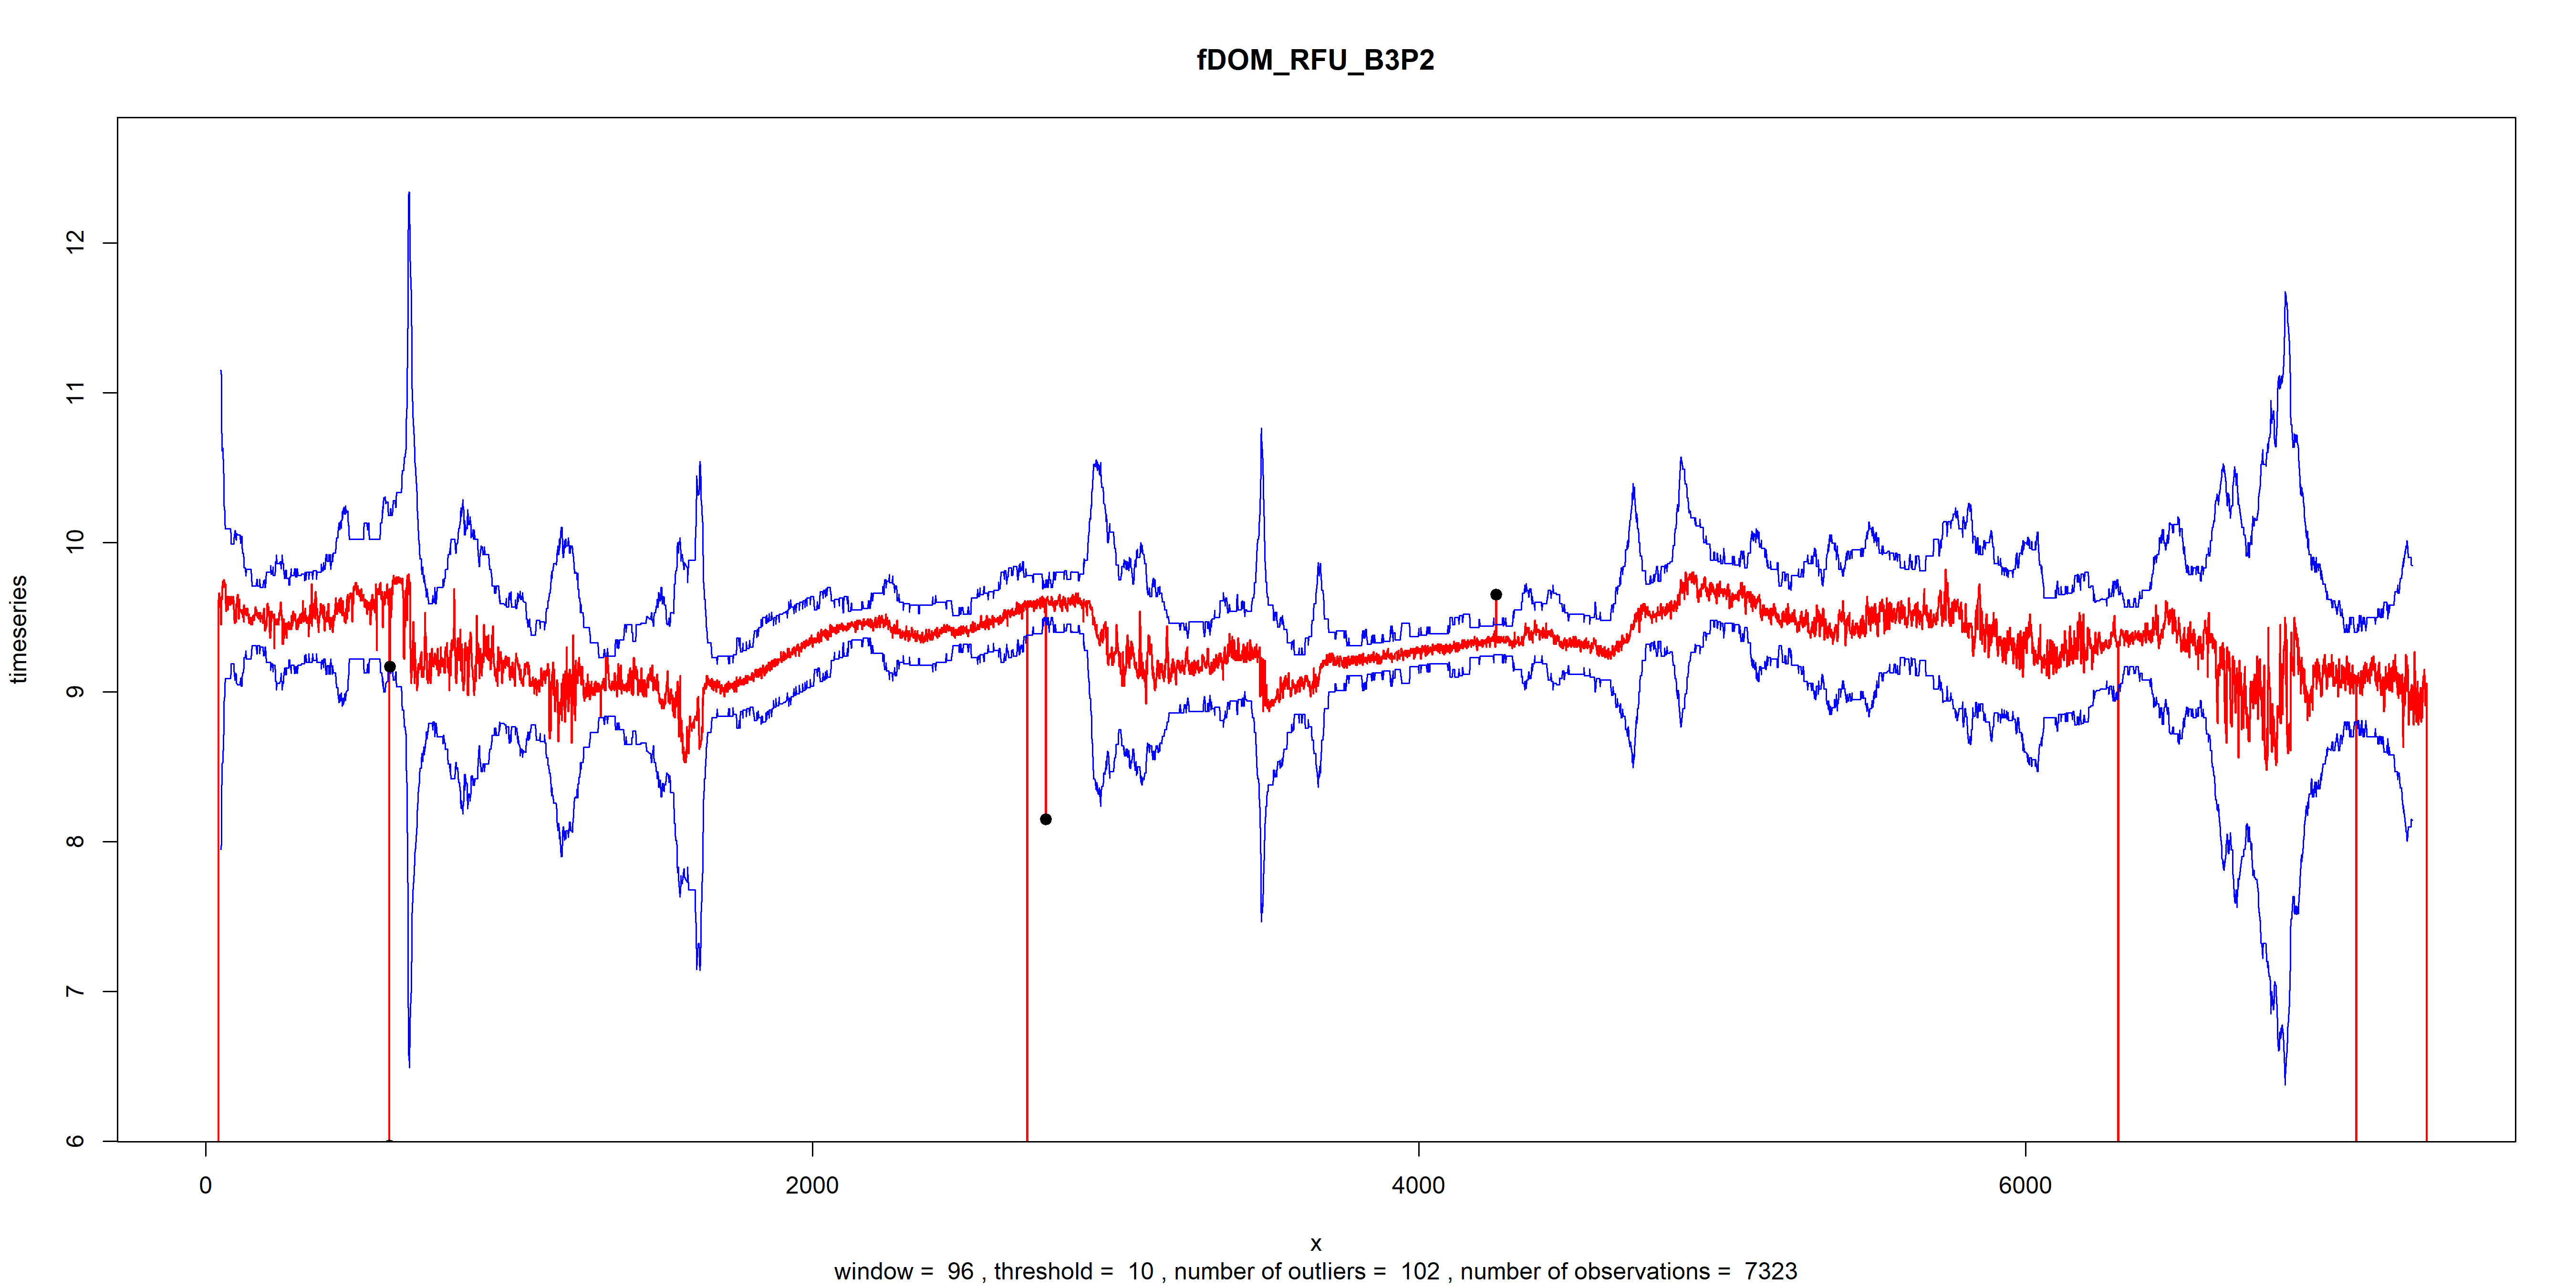 fDOM_RFU_B3P2
timeseries
12
11
10
9
8
7
6
0 2000 4000 6000
x
window = 96 , threshold = 10 , number of outliers = 102 , number of observations = 7323